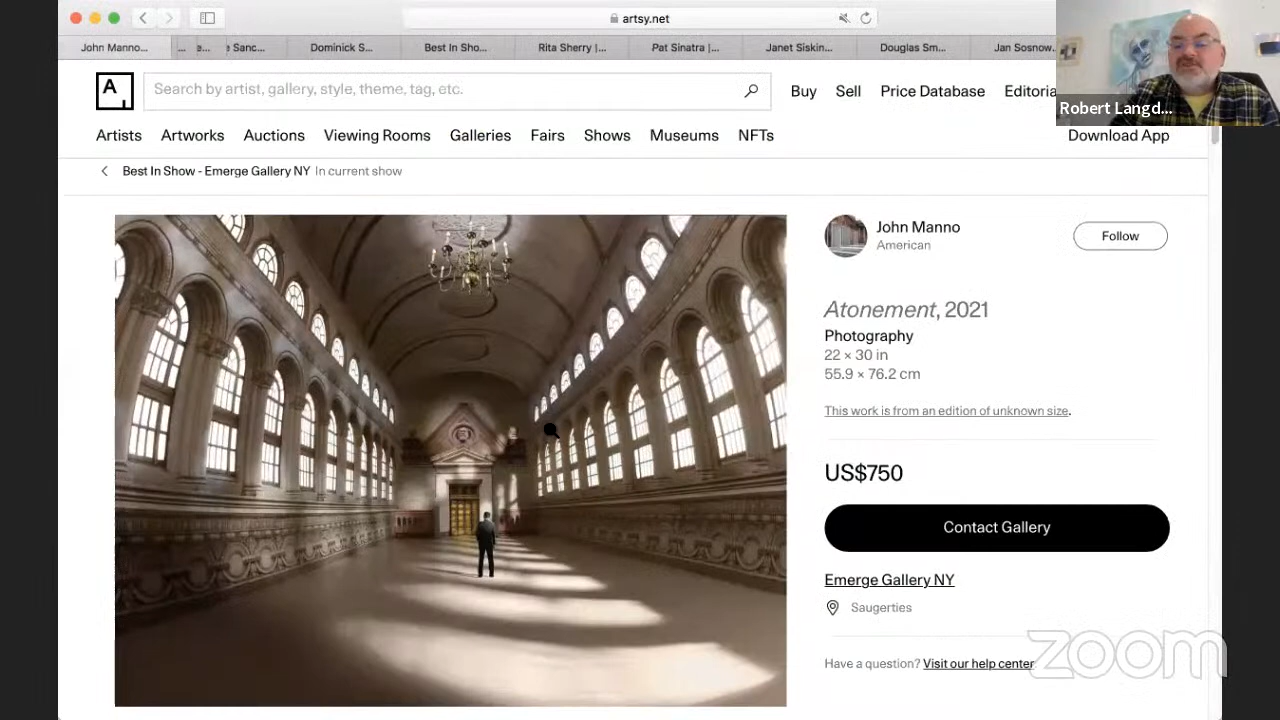 artsy.net
John Manno...
...
e...
e Sanc...
Dominick S...
Best In Sho...
Rita Sherry |...
Pat Sinatra |...
Janet Siskin...
Douglas Sm...
Jan Sosnow...
A
Search by artist, gallery, style, theme, tag, etc.
Buy
Sell
Price Database
Editoria
Robert Langd...
Artists
Artworks
Auctions
Viewing Rooms
Galleries
Fairs
Shows
Museums
NFTs
Download App
Best In Show - Emerge Gallery NY In current show
John Manno
American
Follow
Atonement, 2021
Photography
22 × 30 in
55.9 × 76.2 cm
This work is from an edition of unknown size.
US$750
Contact Gallery
Emerge Gallery NY
Saugerties
Have a question? Visit our help center
zoom